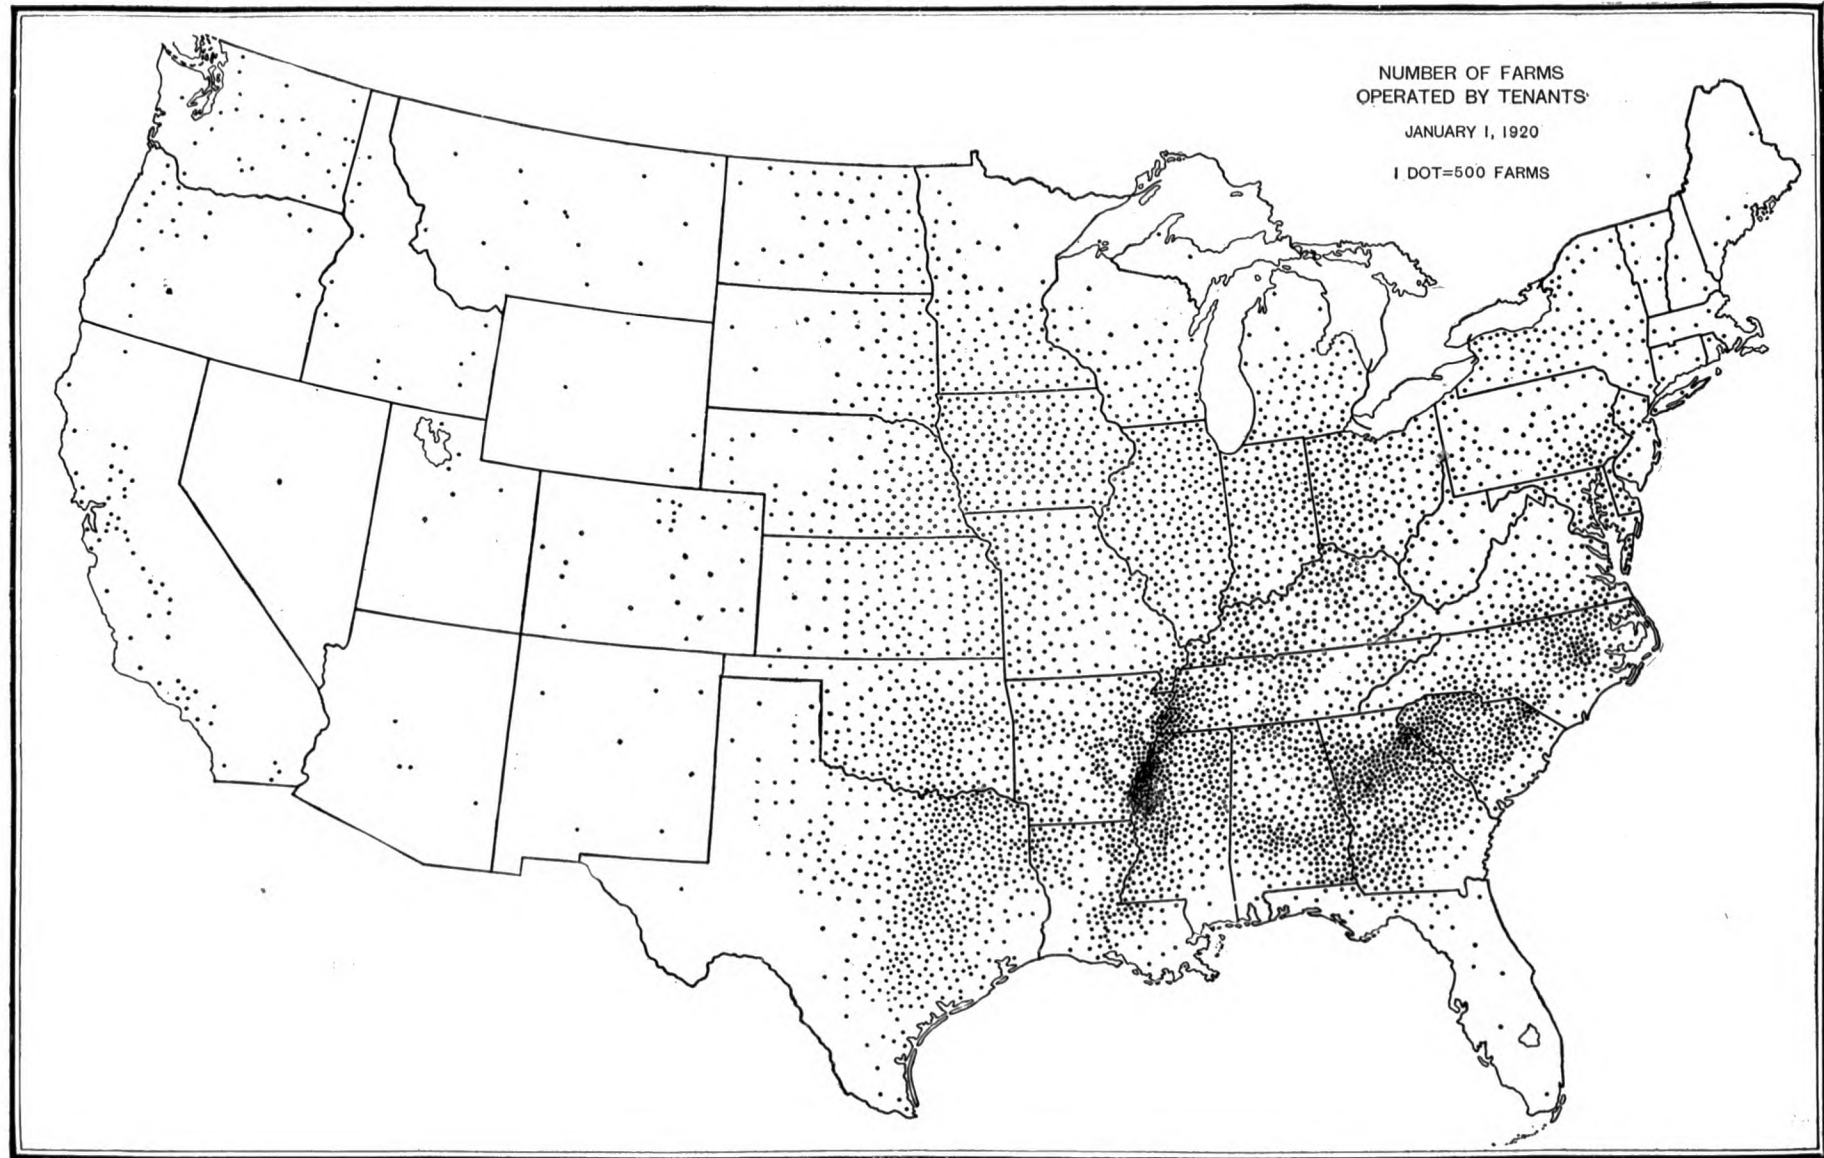 NUMBER OF FARMS
OPERATED BY TENANTS
JANUARY 1, 1920
1 DOT=500 FARMS